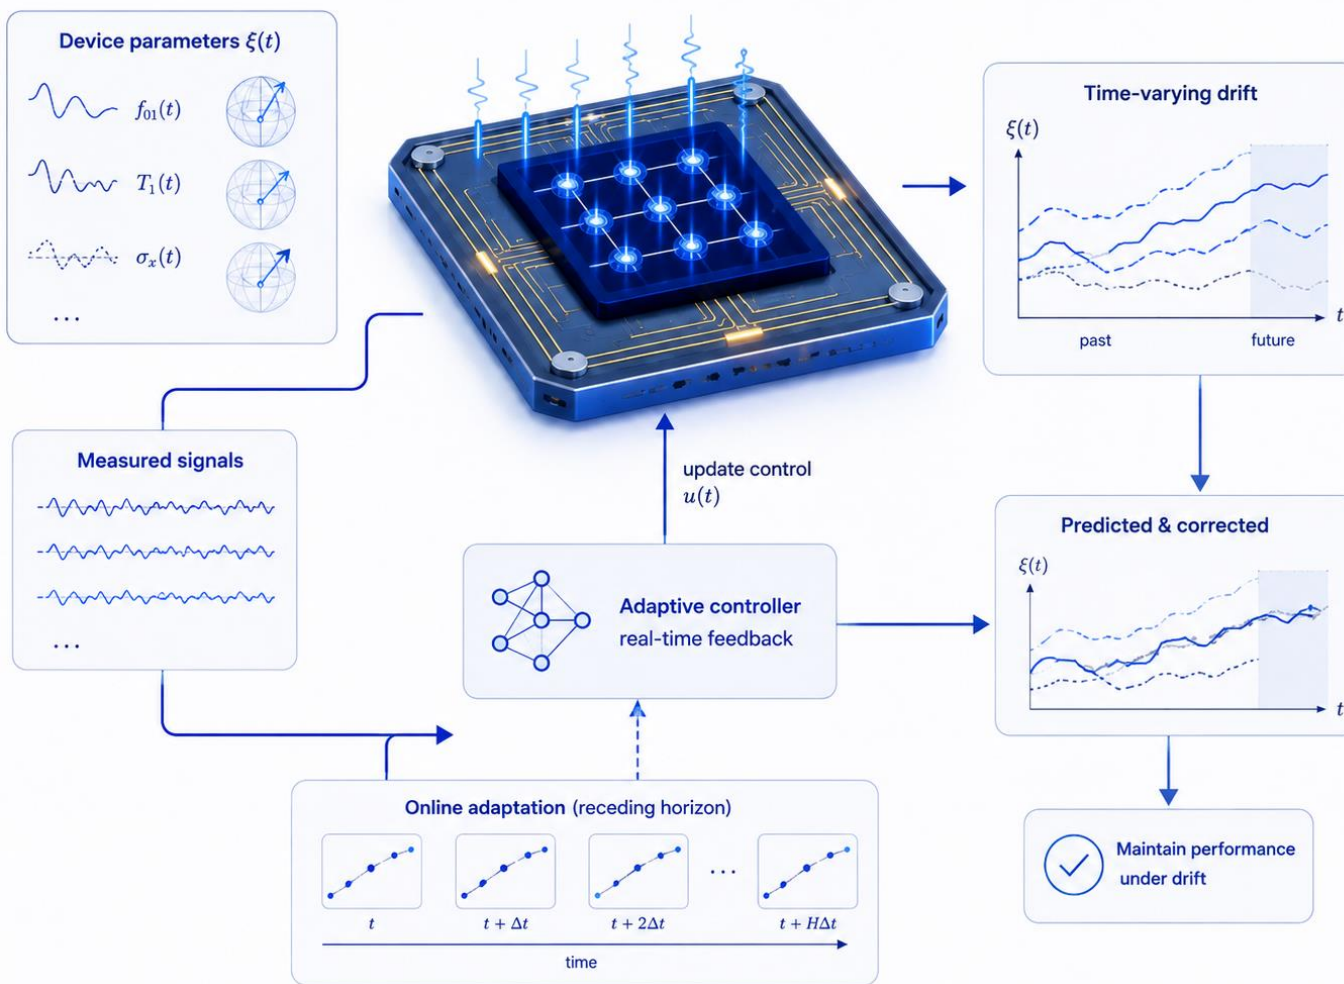 Device parameters ξ(t)
f₀₁(t)
T₁(t)
σₓ(t)
...
Time-varying drift
ξ(t)
t
past
future
Measured signals
...
update control
u(t)
Adaptive controller
real-time feedback
Predicted & corrected
ξ(t)
t
Online adaptation (receding horizon)
...
t
t + Δt
t + 2Δt
t + HΔt
time
Maintain performance
under drift